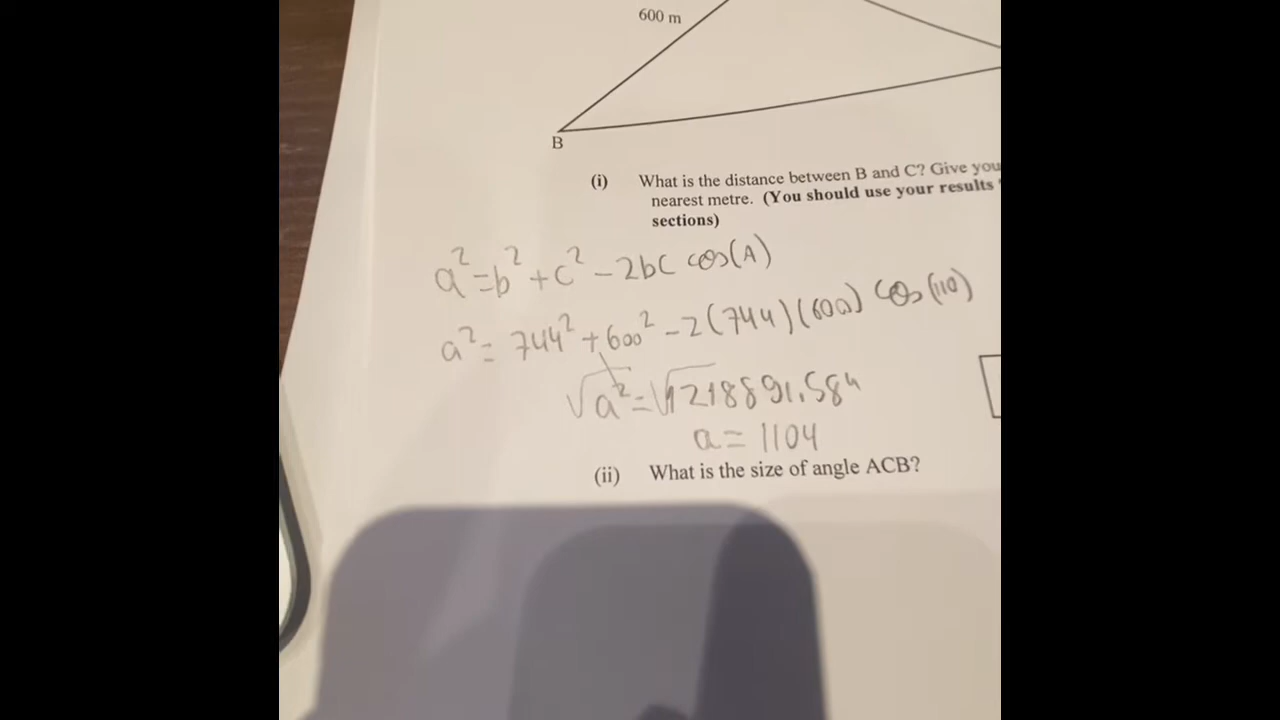 600 m
B
(i) What is the distance between B and C? Give you
nearest metre. (You should use your results
sections)
a² = b² + c² - 2bc cos(A)
a² = 744² + 600² - 2(744)(600) cos(110)
√a² = √1218891.584
a = 1104
(ii) What is the size of angle ACB?